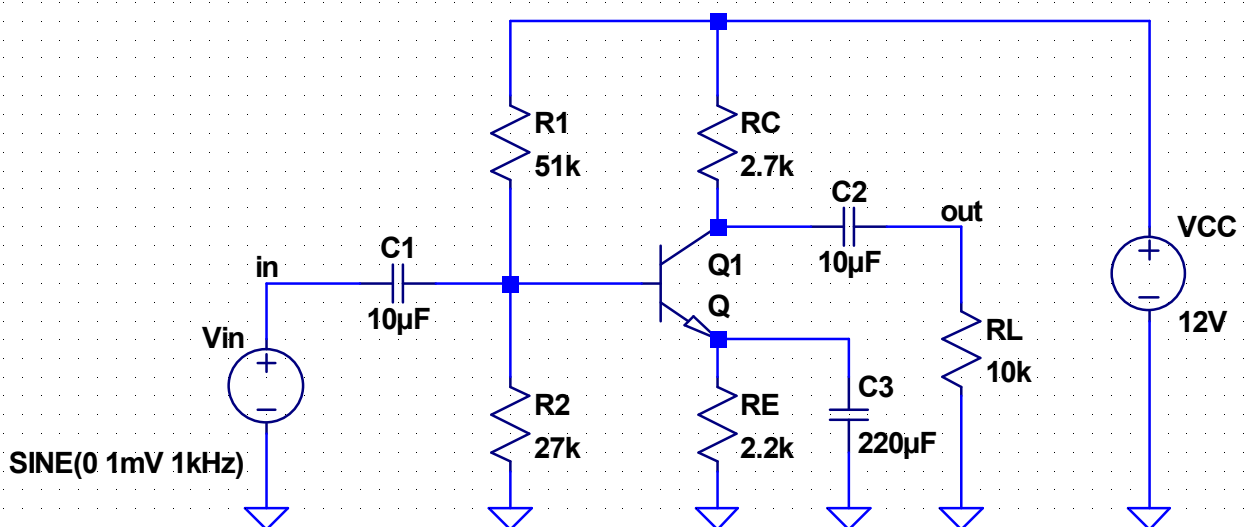 R1
51k
RC
2.7k
C2
10µF
out
VCC
+
12V
in
C1
10µF
Q1
Q
Vin
+
SINE(0 1mV 1kHz)
R2
27k
RE
2.2k
C3
220µF
RL
10k